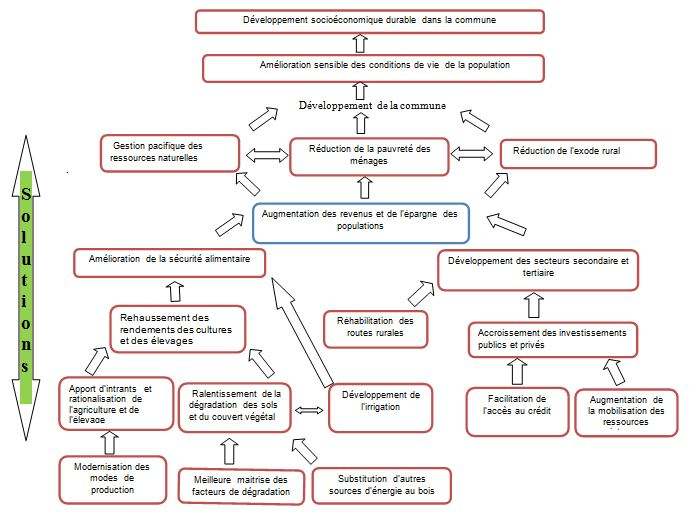 Développement socioéconomique durable dans la commune
Amélioration sensible des conditions de vie de la population
Développement de la commune
Gestion pacifique des
ressources naturelles
Réduction de la pauvreté des
ménages
Réduction de l'exode rural
Augmentation des revenus et de l'épargne des
populations
Solutions
Amélioration de la sécurité alimentaire
Développement des secteurs secondaire et
tertiaire
Rehaussement des
rendements des cultures
et des élevages
Réhabilitation des
routes rurales
Accroissement des investissements
publics et privés
Apport d'intrants et
rationalisation de
l'agriculture et de
l'élevage
Ralentissement de la
dégradation des sols
et du couvert végétal
Développement de
l'irrigation
Facilitation de
l'accès au crédit
Augmentation de
la mobilisation des
ressources
Modernisation des
modes de
production
Meilleure maitrise des
facteurs de dégradation
Substitution d'autres
sources d'énergie au bois